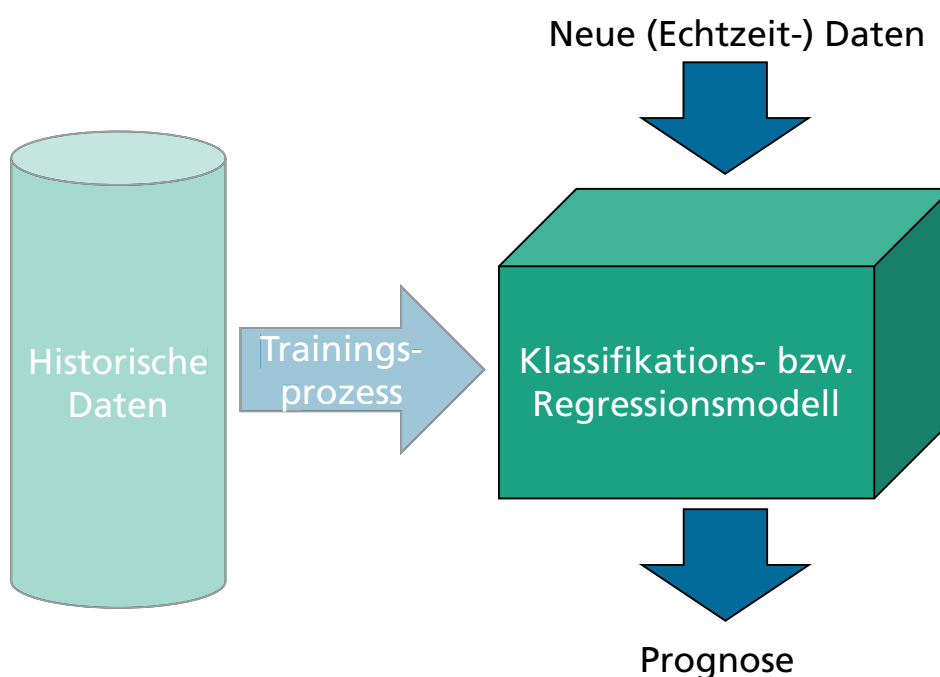 Neue (Echtzeit-) Daten
Historische
Daten
Trainings-
prozess
Klassifikations- bzw.
Regressionsmodell
Prognose